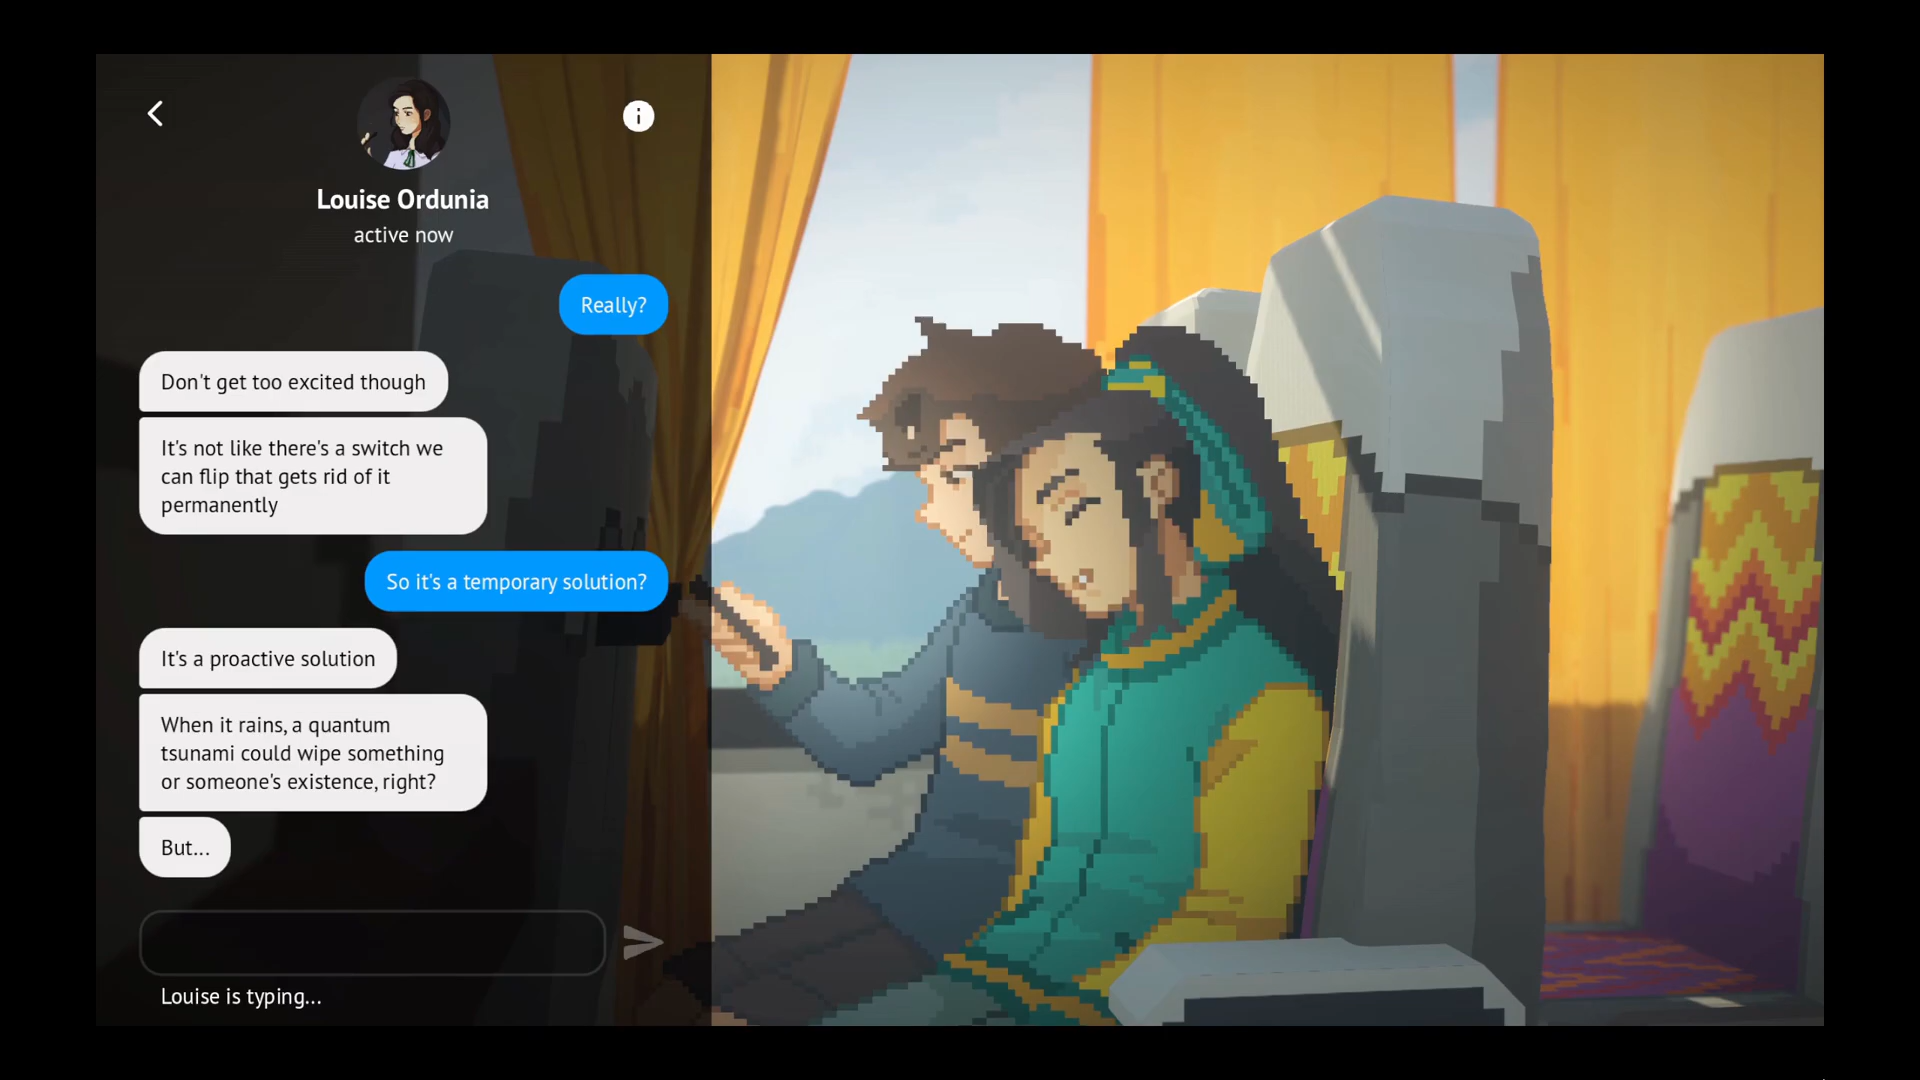 Louise Ordunia
active now
Really?
Don't get too excited though
It's not like there's a switch we
can flip that gets rid of it
permanently
So it's a temporary solution?
It's a proactive solution
When it rains, a quantum
tsunami could wipe something
or someone's existence, right?
But...
Louise is typing...